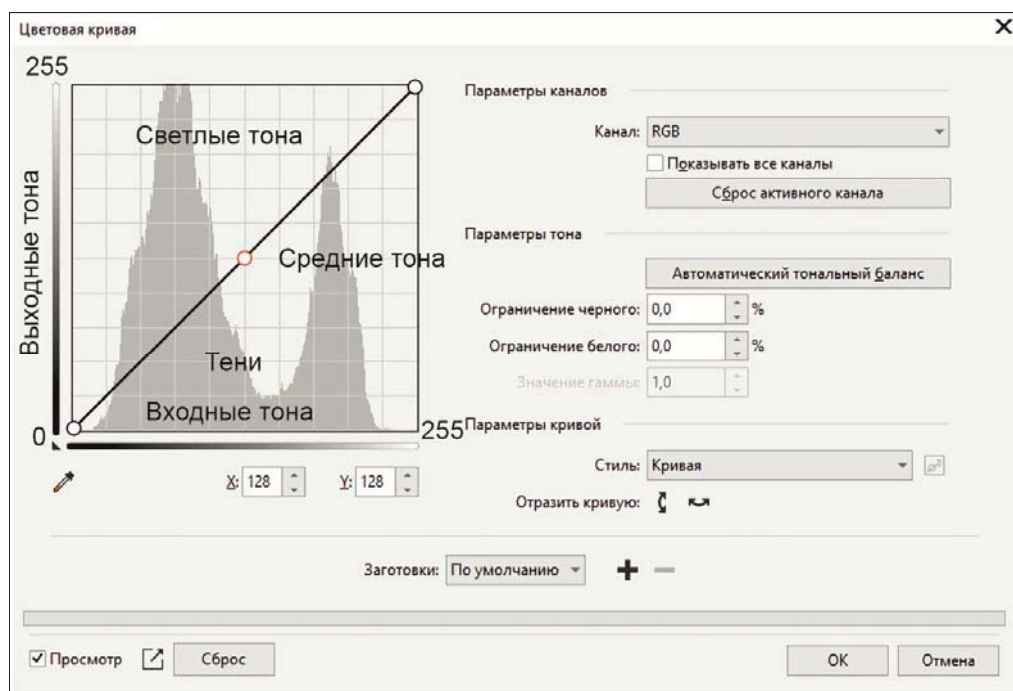 Цветовая кривая
255
Выходные тона
Светлые тона
Средние тона
Тени
Входные тона
0
255
X: 128 Y: 128
Параметры каналов
Канал: RGB
Показывать все каналы
Сброс активного канала
Параметры тона
Автоматический тональный баланс
Ограничение черного: 0,0 %
Ограничение белого: 0,0 %
Значение гаммы: 1,0
Параметры кривой
Стиль: Кривая
Отразить кривую:
Заготовки: По умолчанию
Просмотр
Сброс
OK
Отмена